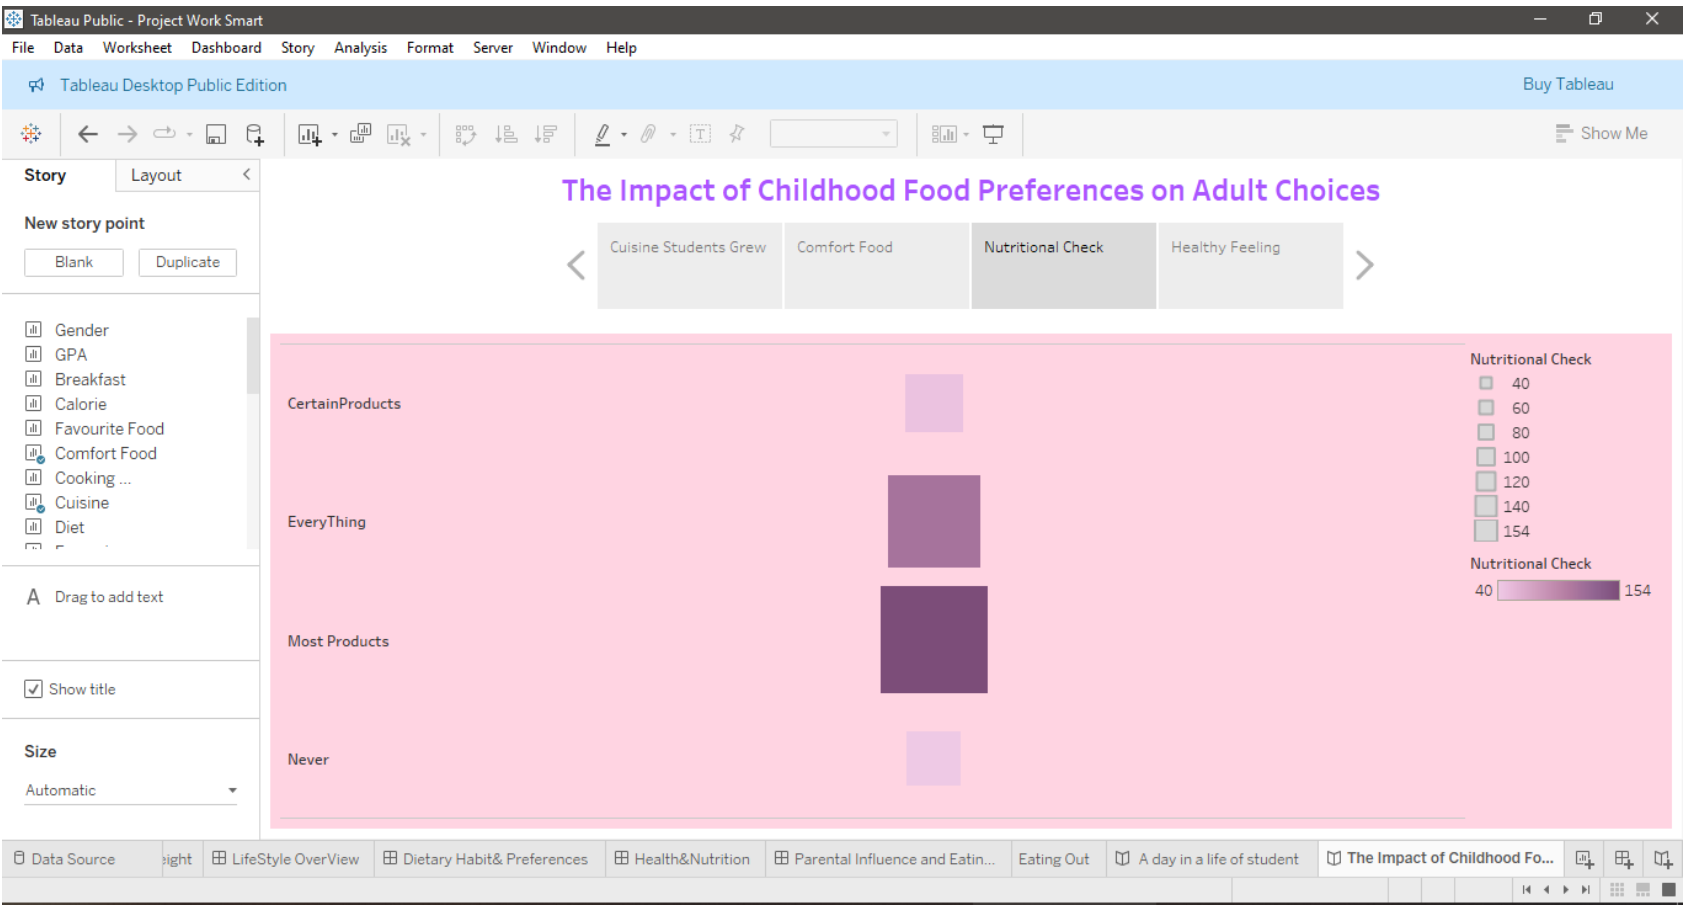 Tableau Public - Project Work Smart
File Data Worksheet Dashboard Story Analysis Format Server Window Help
Tableau Desktop Public Edition
Buy Tableau
Show Me
Story Layout
New story point
Blank Duplicate
Gender
GPA
Breakfast
Calorie
Favourite Food
Comfort Food
Cooking ...
Cuisine
Diet
A Drag to add text
Show title
Size
Automatic
The Impact of Childhood Food Preferences on Adult Choices
Cuisine Students Grew
Comfort Food
Nutritional Check
Healthy Feeling
CertainProducts
EveryThing
Most Products
Never
Nutritional Check
40
60
80
100
120
140
154
Nutritional Check
40 154
Data Source
eight
LifeStyle OverView
Dietary Habit& Preferences
Health&Nutrition
Parental Influence and Eatin...
Eating Out
A day in a life of student
The Impact of Childhood Fo...